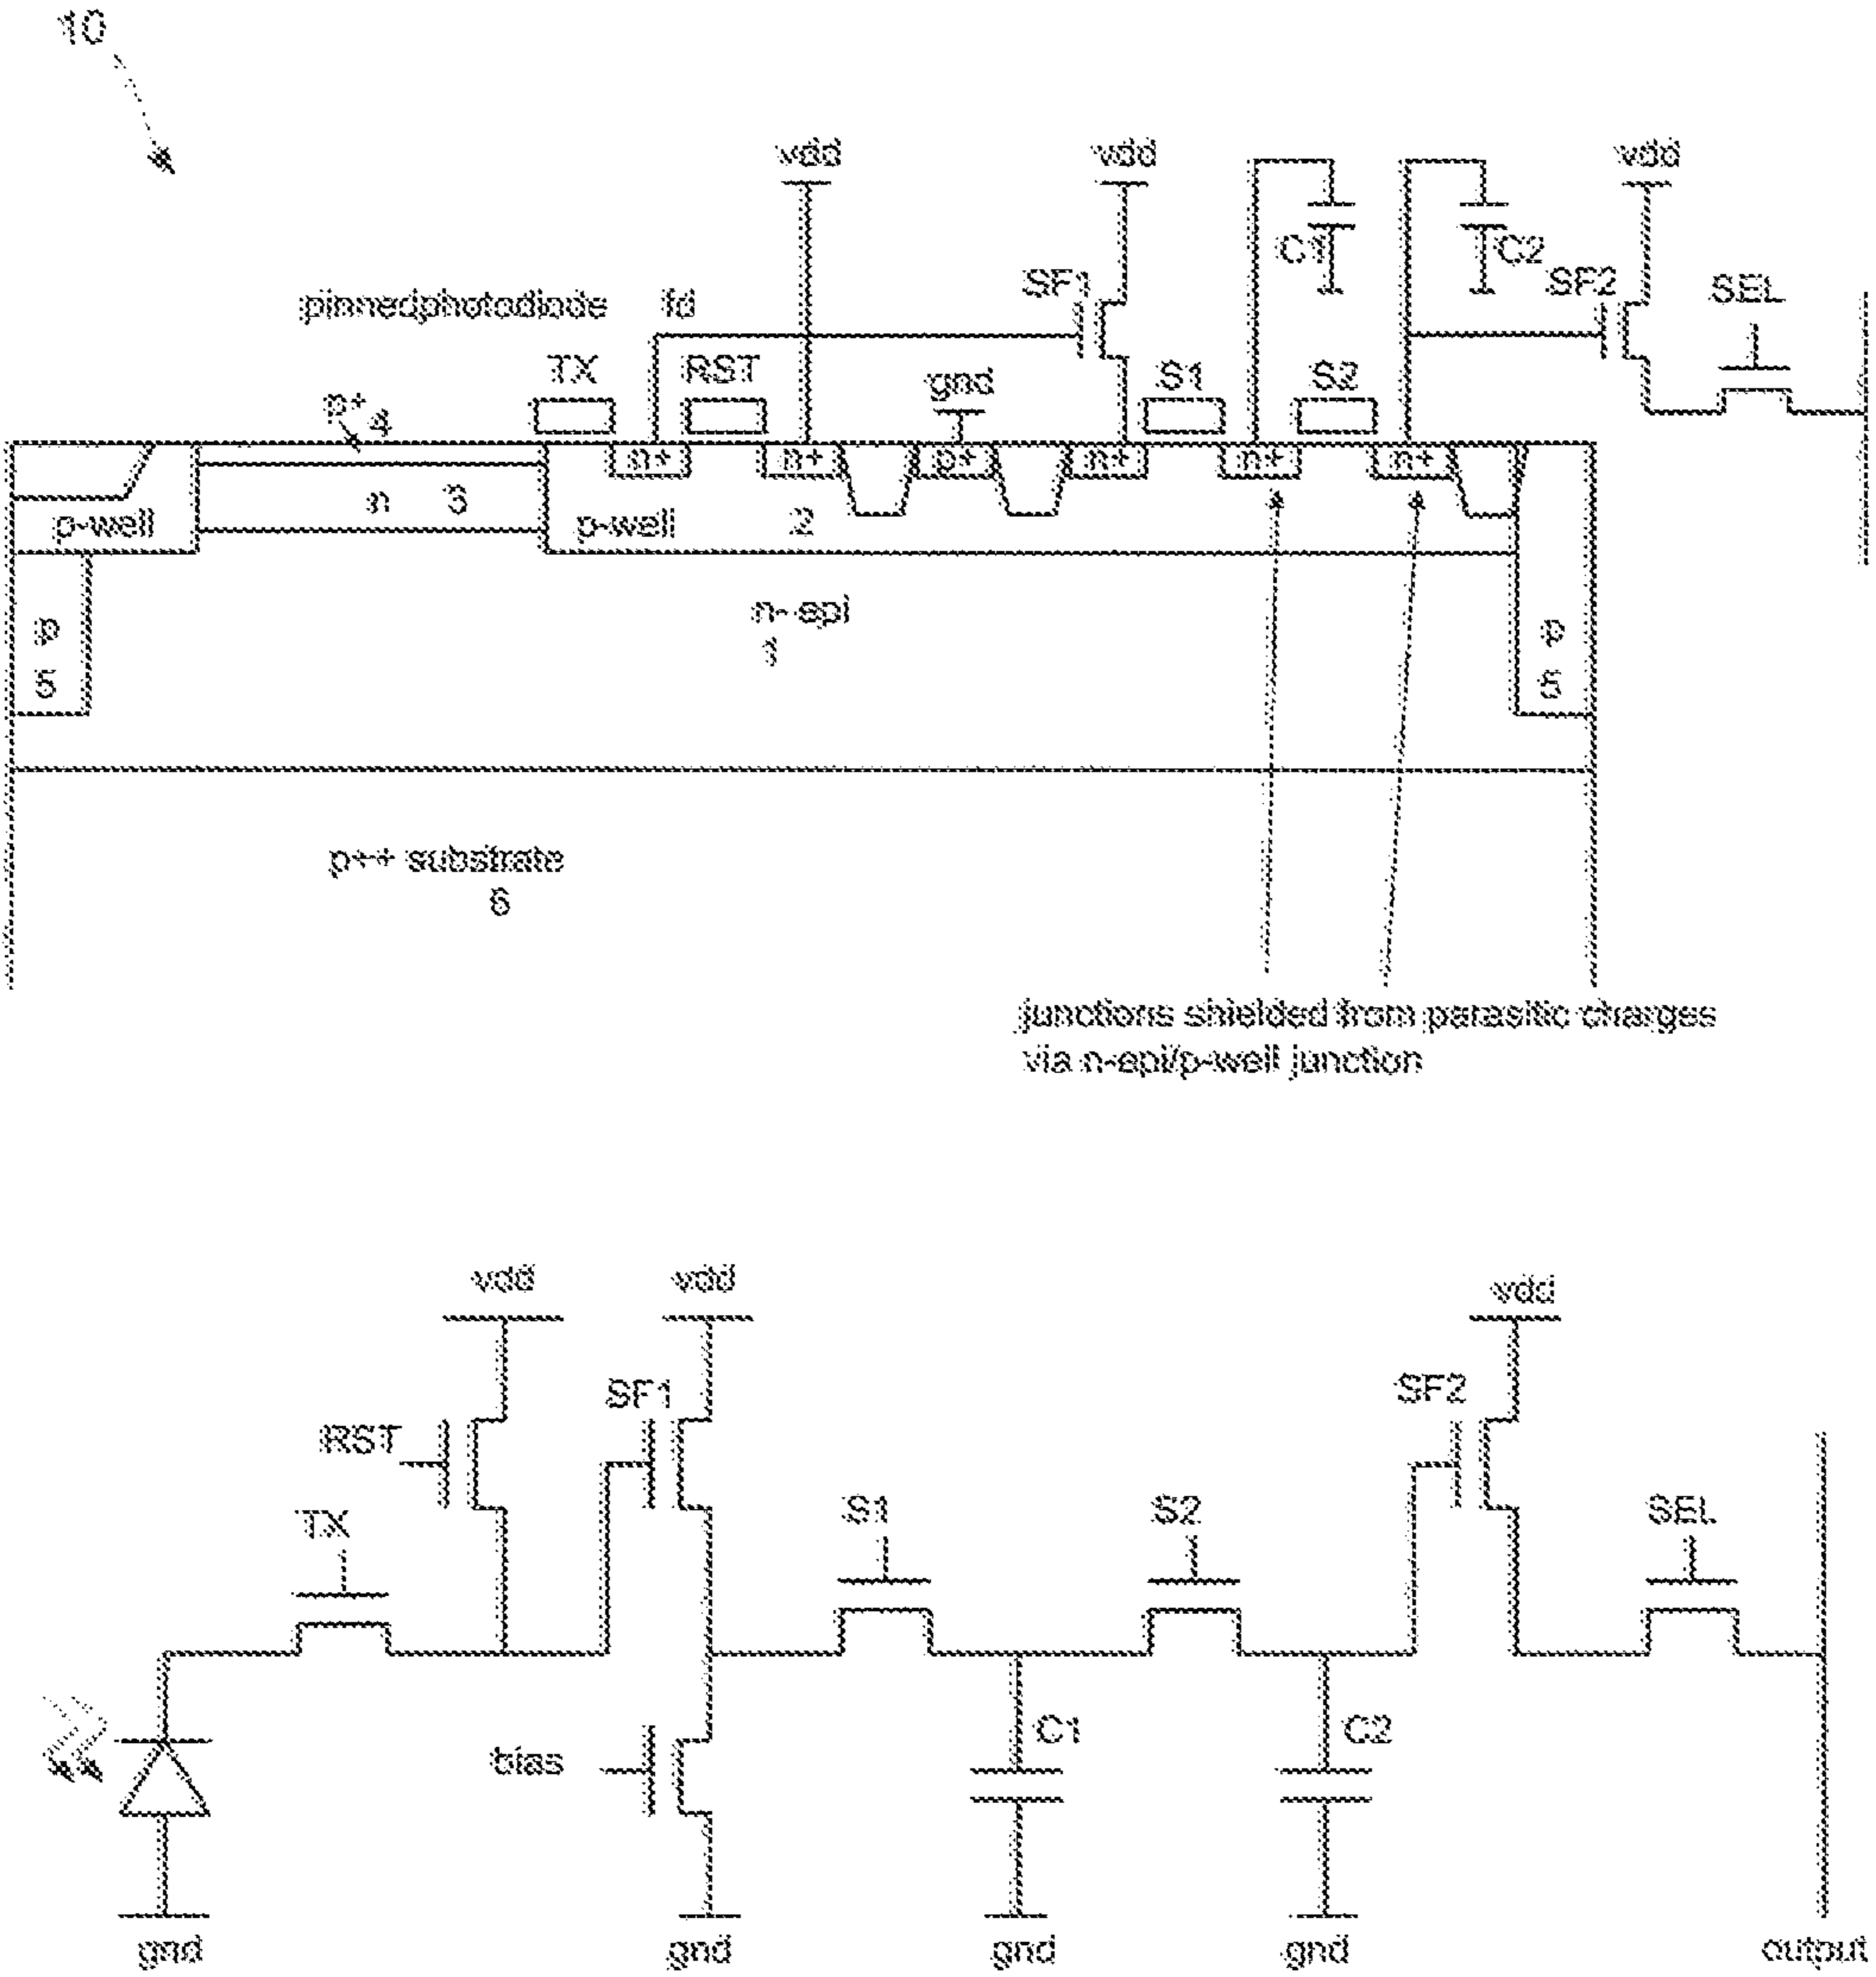 10
vdd vdd vdd
C1 C2
SF1 SF2 SEL
pinnedphotodiode fd
TX RST gnd S1 S2
p+ 4
n+ n+ p+ n+ n+ n+
n 3
p-well p-well 2
n- epi
1
p p
5 5
p++ substrate
6
junctions shielded from parasitic charges
via n-epi/p-well junction
vdd vdd vdd
SF1 SF2
RST
TX S1 S2 SEL
C1 C2
bias
gnd gnd gnd gnd output